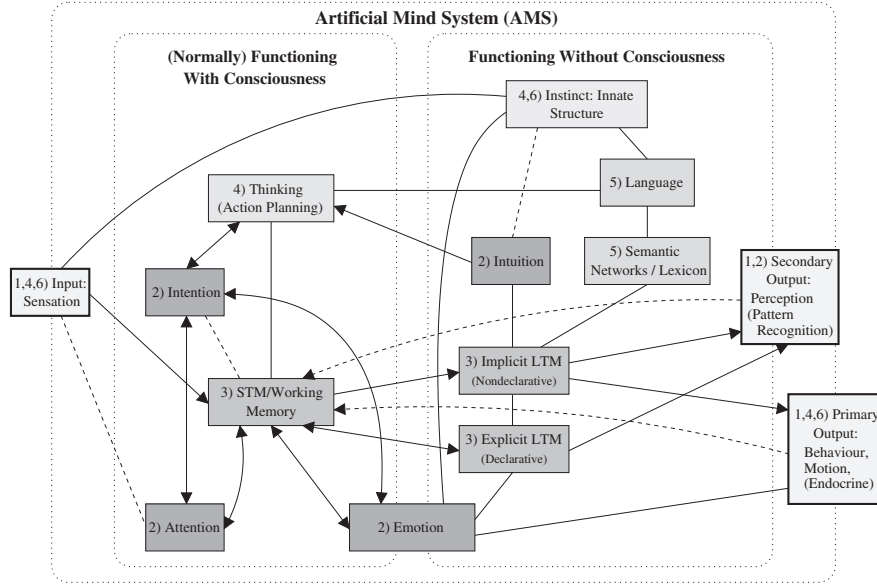 Artificial Mind System (AMS)
(Normally) Functioning
With Consciousness
Functioning Without Consciousness
4,6) Instinct: Innate
Structure
4) Thinking
(Action Planning)
5) Language
2) Intuition
5) Semantic
Networks / Lexicon
1,4,6) Input:
Sensation
2) Intention
1,2) Secondary
Output:
Perception
(Pattern
Recognition)
3) STM/Working
Memory
3) Implicit LTM
(Nondeclarative)
3) Explicit LTM
(Declarative)
1,4,6) Primary
Output:
Behaviour,
Motion,
(Endocrine)
2) Attention
2) Emotion